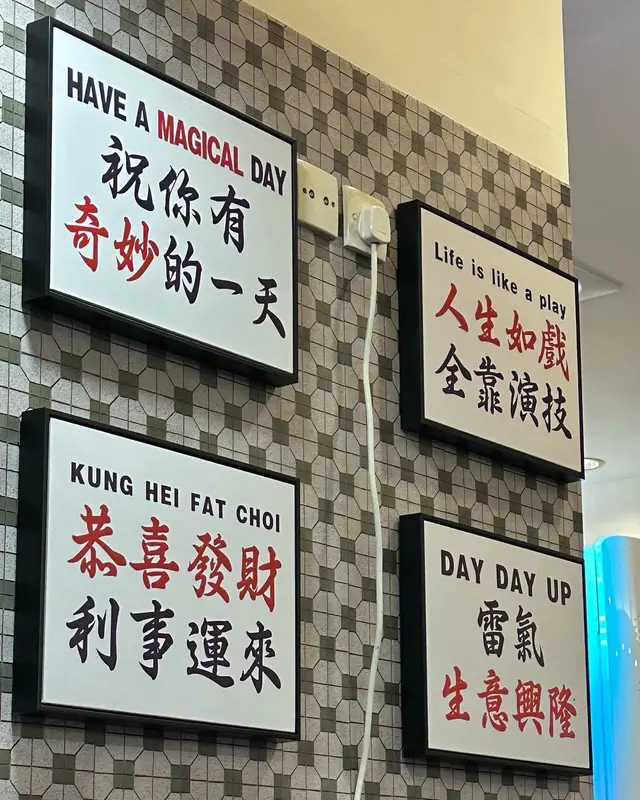 HAVE A MAGICAL DAY
祝你有
奇妙的一天
Life is like a play
人生如戲
全靠演技
KUNG HEI FAT CHOI
恭喜發財
利事運來
DAY DAY UP
雷氣
生意興隆